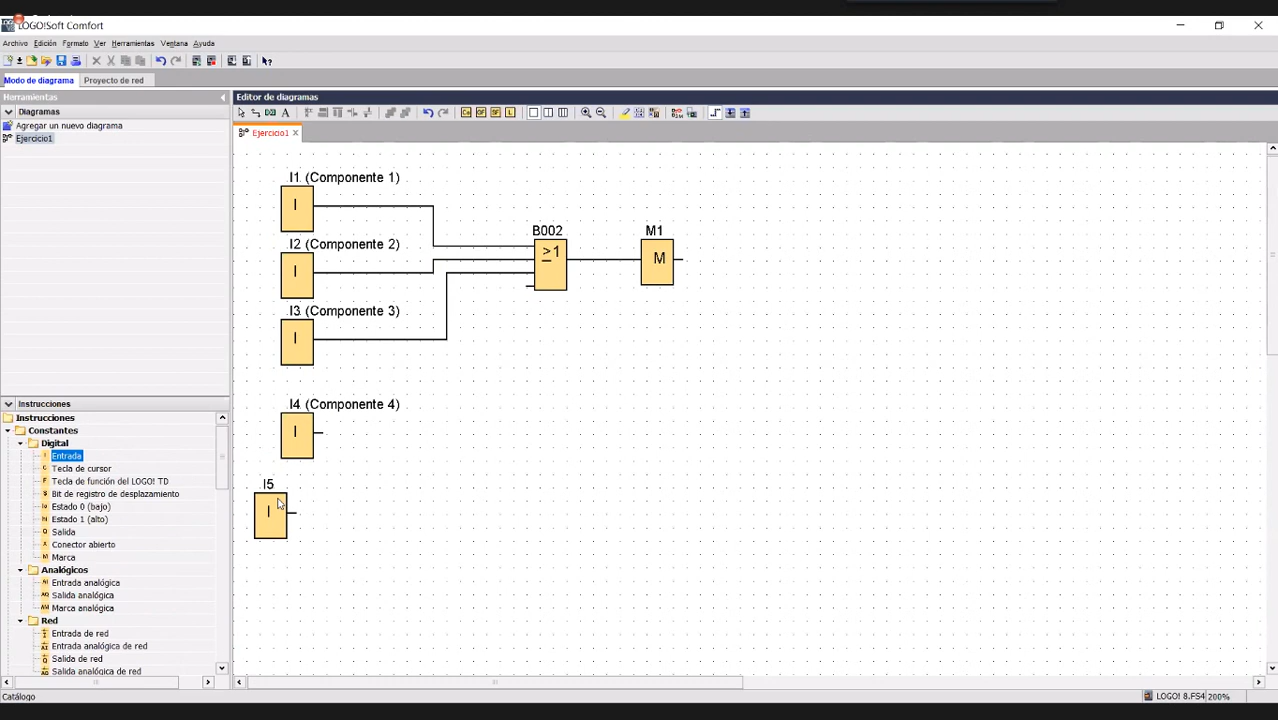 LOGO!Soft Comfort
Archivo Edición Formato Ver Herramientas Ventana Ayuda
Modo de diagrama Proyecto de red
Herramientas
Diagramas
Agregar un nuevo diagrama
Ejercicio1
Editor de diagramas
Ejercicio1
I1 (Componente 1)
I
I2 (Componente 2)
I
I3 (Componente 3)
I
B002
>1
M1
M
I4 (Componente 4)
I
I5
I
Instrucciones
Instrucciones
Constantes
Digital
Entrada
Tecla de cursor
Tecla de función del LOGO! TD
Bit de registro de desplazamiento
Estado 0 (bajo)
Estado 1 (alto)
Salida
Conector abierto
Marca
Analógicos
Entrada analógica
Salida analógica
Marca analógica
Red
Entrada de red
Entrada analógica de red
Salida de red
Salida analógica de red
Catálogo
LOGO! 8.FS4 200%